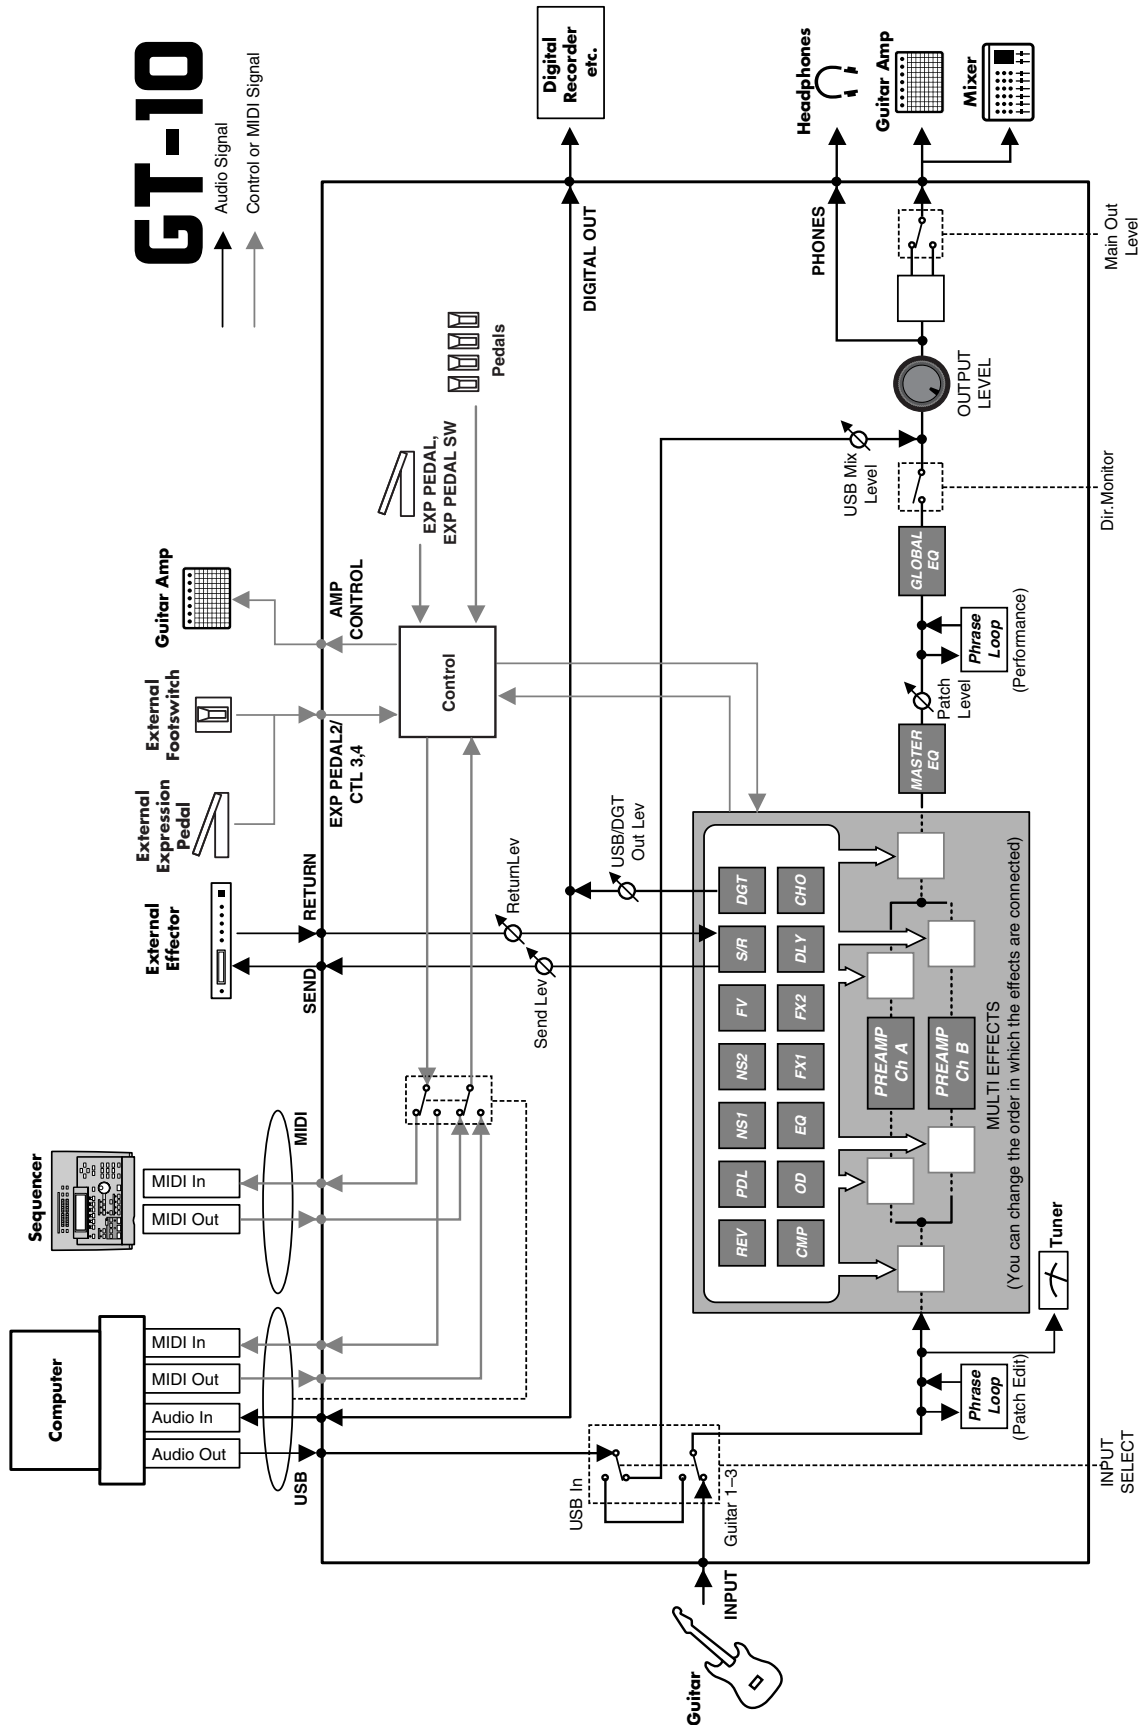 GT-10
Audio Signal
Control or MIDI Signal
Computer
Audio Out
Audio In
MIDI Out
MIDI In
USB
Sequencer
MIDI Out
MIDI In
MIDI
External
Effector
SEND
RETURN
Send Lev
ReturnLev
External
Expression
Pedal
External
Footswitch
EXP PEDAL2/
CTL 3,4
Guitar Amp
AMP
CONTROL
Control
EXP PEDAL,
EXP PEDAL SW
Pedals
Digital
Recorder
etc.
DIGITAL OUT
USB/DGT
Out Lev
Guitar
INPUT
USB In
Guitar 1–3
INPUT
SELECT
Phrase
Loop
(Patch Edit)
Tuner
REV
PDL
NS1
NS2
FV
S/R
DGT
CMP
OD
EQ
FX1
FX2
DLY
CHO
PREAMP
Ch A
PREAMP
Ch B
MULTI EFFECTS
(You can change the order in which the effects are connected)
MASTER
EQ
Patch
Level
Phrase
Loop
(Performance)
GLOBAL
EQ
Dir.Monitor
USB Mix
Level
OUTPUT
LEVEL
Main Out
Level
PHONES
Headphones
Guitar Amp
Mixer